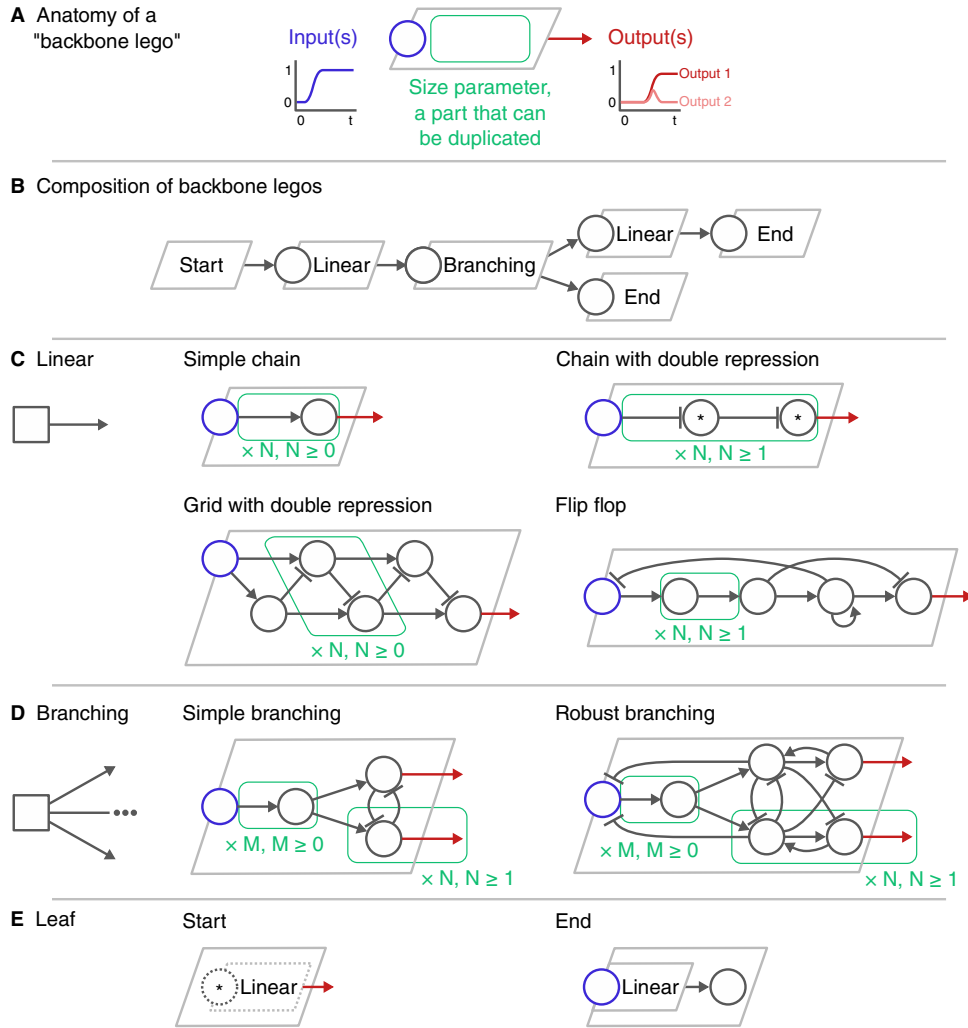 A Anatomy of a
"backbone lego"
Input(s)
Output(s)
1
0
0
t
Size parameter,
a part that can
be duplicated
1
0
0
t
Output 1
Output 2
B Composition of backbone legos
Start
Linear
Branching
Linear
End
End
C Linear
Simple chain
Chain with double repression
× N, N ≥ 0
*
*
× N, N ≥ 1
Grid with double repression
Flip flop
× N, N ≥ 0
× N, N ≥ 1
D Branching
Simple branching
Robust branching
× M, M ≥ 0
× N, N ≥ 1
× M, M ≥ 0
× N, N ≥ 1
E Leaf
Start
End
* Linear
Linear